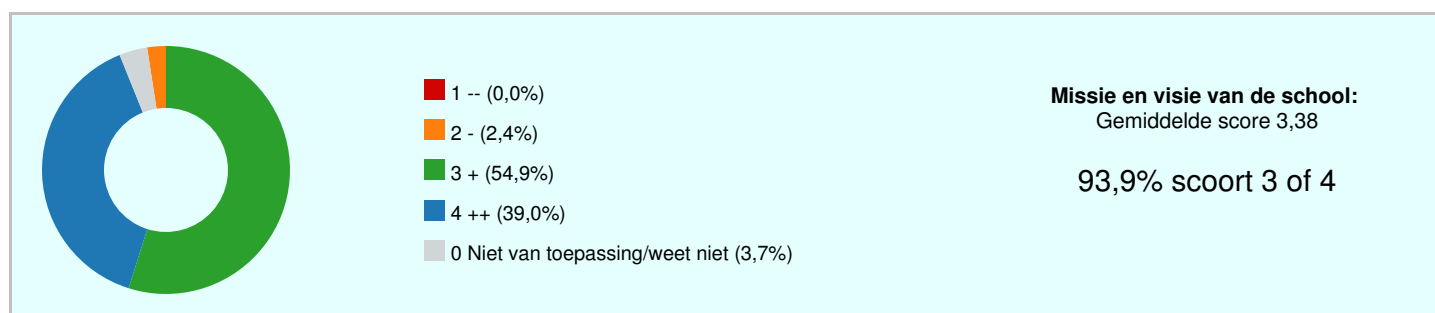 1 -- (0,0%)
2 - (2,4%)
3 + (54,9%)
4 ++ (39,0%)
0 Niet van toepassing/weet niet (3,7%)
Missie en visie van de school:
Gemiddelde score 3,38
93,9% scoort 3 of 4